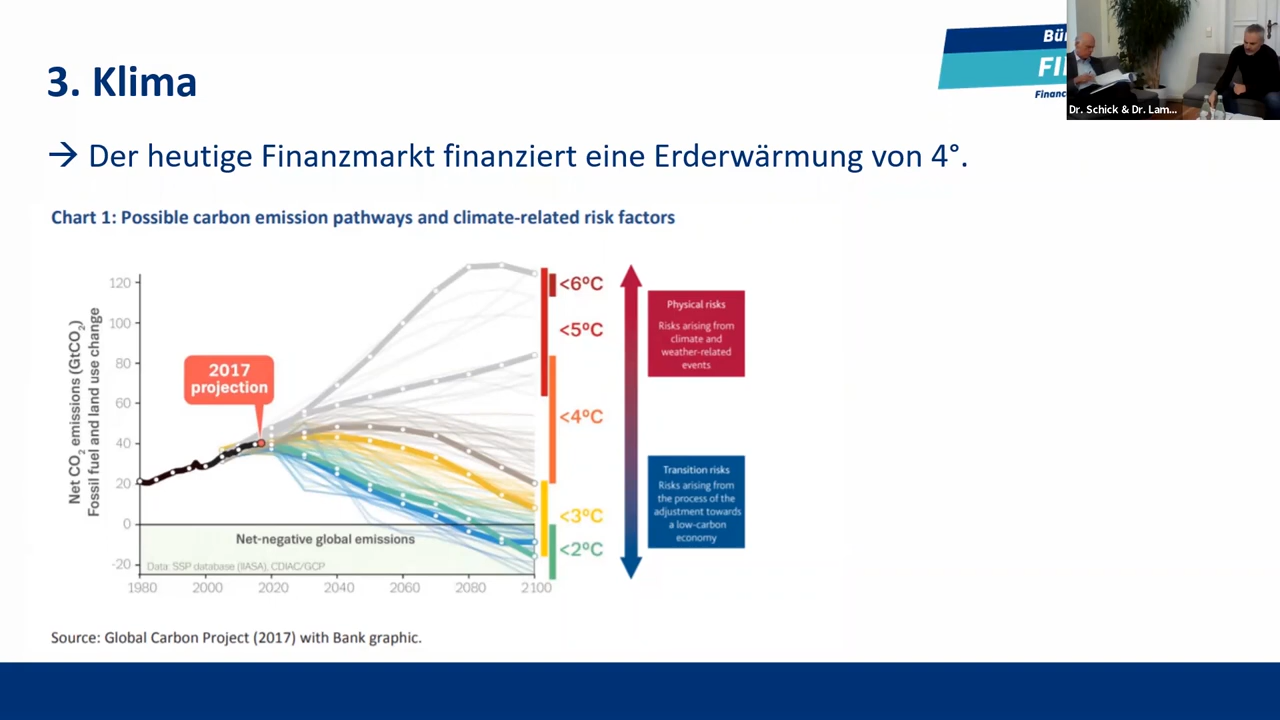 3. Klima
→ Der heutige Finanzmarkt finanziert eine Erderwärmung von 4°.
Dr. Schick & Dr. Lam...
Chart 1: Possible carbon emission pathways and climate-related risk factors
Net CO2 emissions (GtCO2)
Fossil fuel and land use change
120
100
80
60
40
20
0
-20
2017
projection
Net-negative global emissions
Data: SSP database (IIASA), CDIAC/GCP
1980
2000
2020
2040
2060
2080
2100
<6°C
<5°C
<4°C
<3°C
<2°C
Physical risks
Risks arising from
climate and
weather-related
events
Transition risks
Risks arising from
the process of the
adjustment towards
a low-carbon
economy
Source: Global Carbon Project (2017) with Bank graphic.